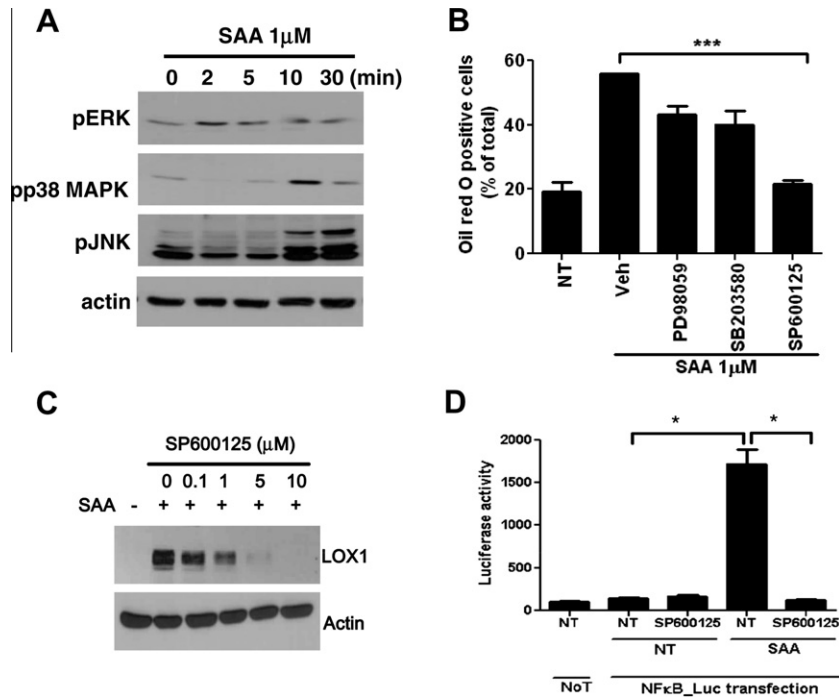 A
SAA 1μM
0 2 5 10 30 (min)
pERK
pp38 MAPK
pJNK
actin
B
***
Oil red O positive cells
(% of total)
60
40
20
0
NT
Veh
PD98059
SB203580
SP600125
SAA 1μM
C
SP600125 (μM)
0 0.1 1 5 10
SAA - + + + + +
LOX1
Actin
D
* *
Luciferase activity
2000
1500
1000
500
0
NT NT SP600125 NT SP600125
NT SAA
NoT NFκB_Luc transfection